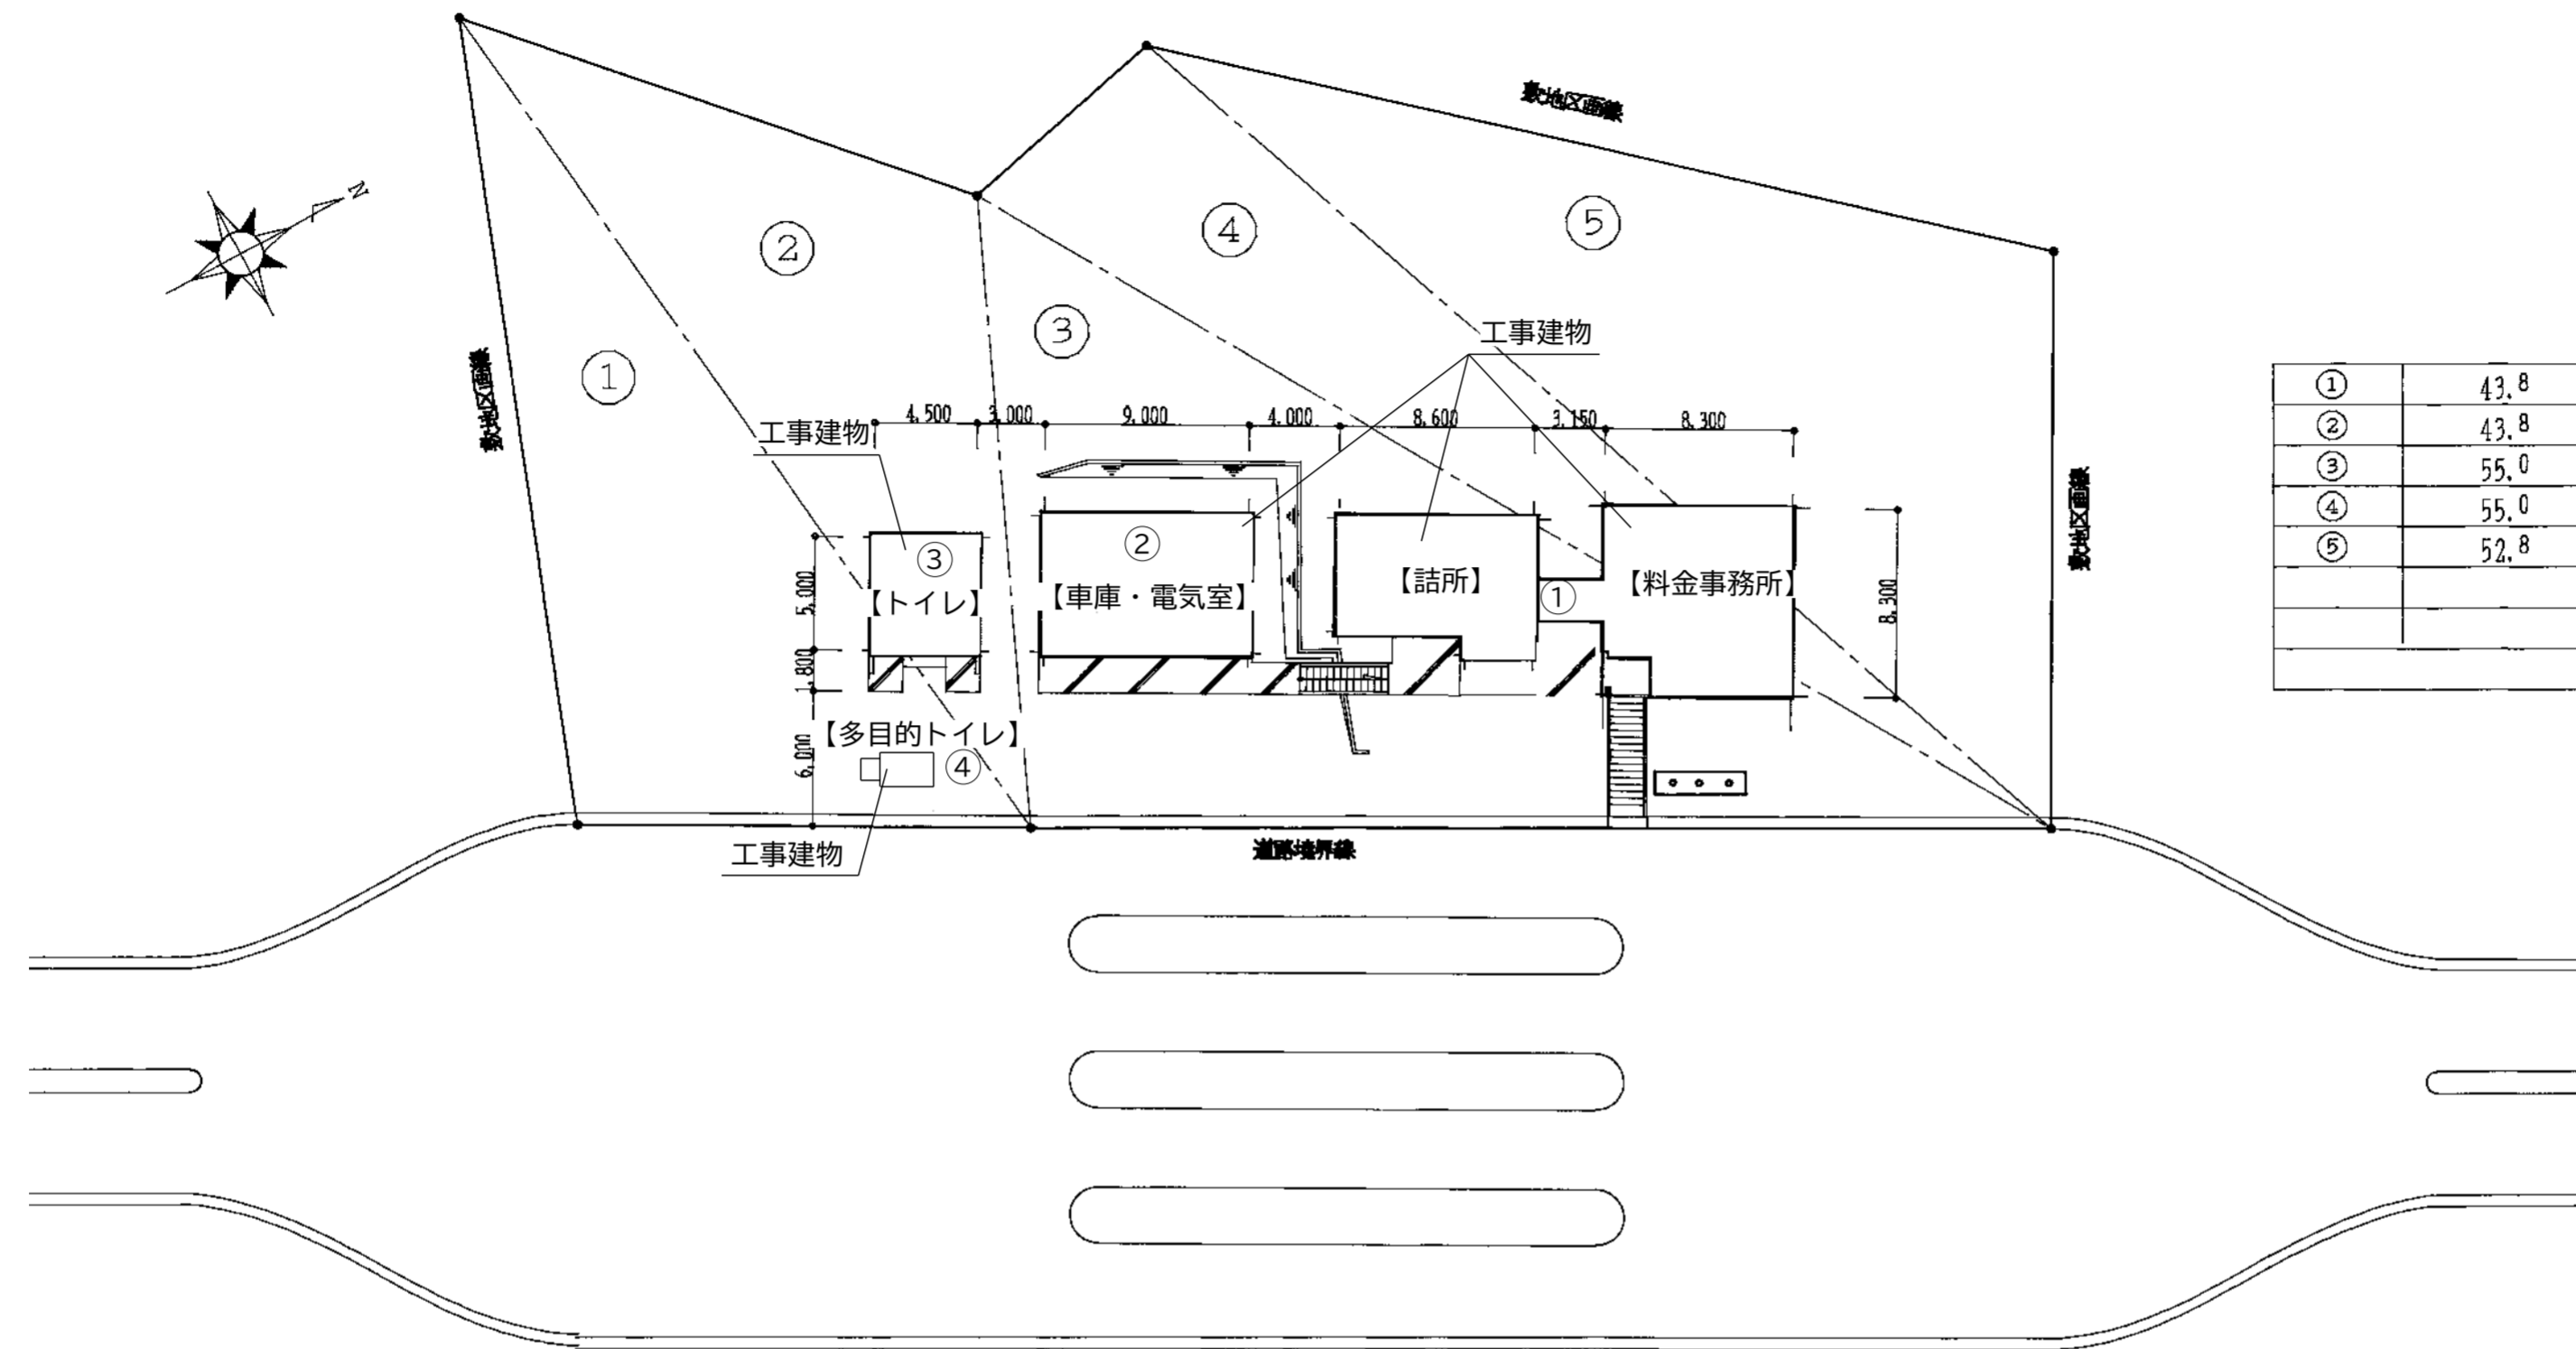 敷地区画線
N
②
④
⑤
③
工事建物
①
敷地区画線
4,500
3,000
9,000
4.000
8,600
3,150
8,300
工事建物
① 43.8
② 43.8
③ 55.0
④ 55.0
⑤ 52.8
敷地区画線
③
②
【トイレ】
【車庫・電気室】
【詰所】
①
【料金事務所】
5,000
8,300
1,800
【多目的トイレ】
④
6,000
工事建物
道路境界線